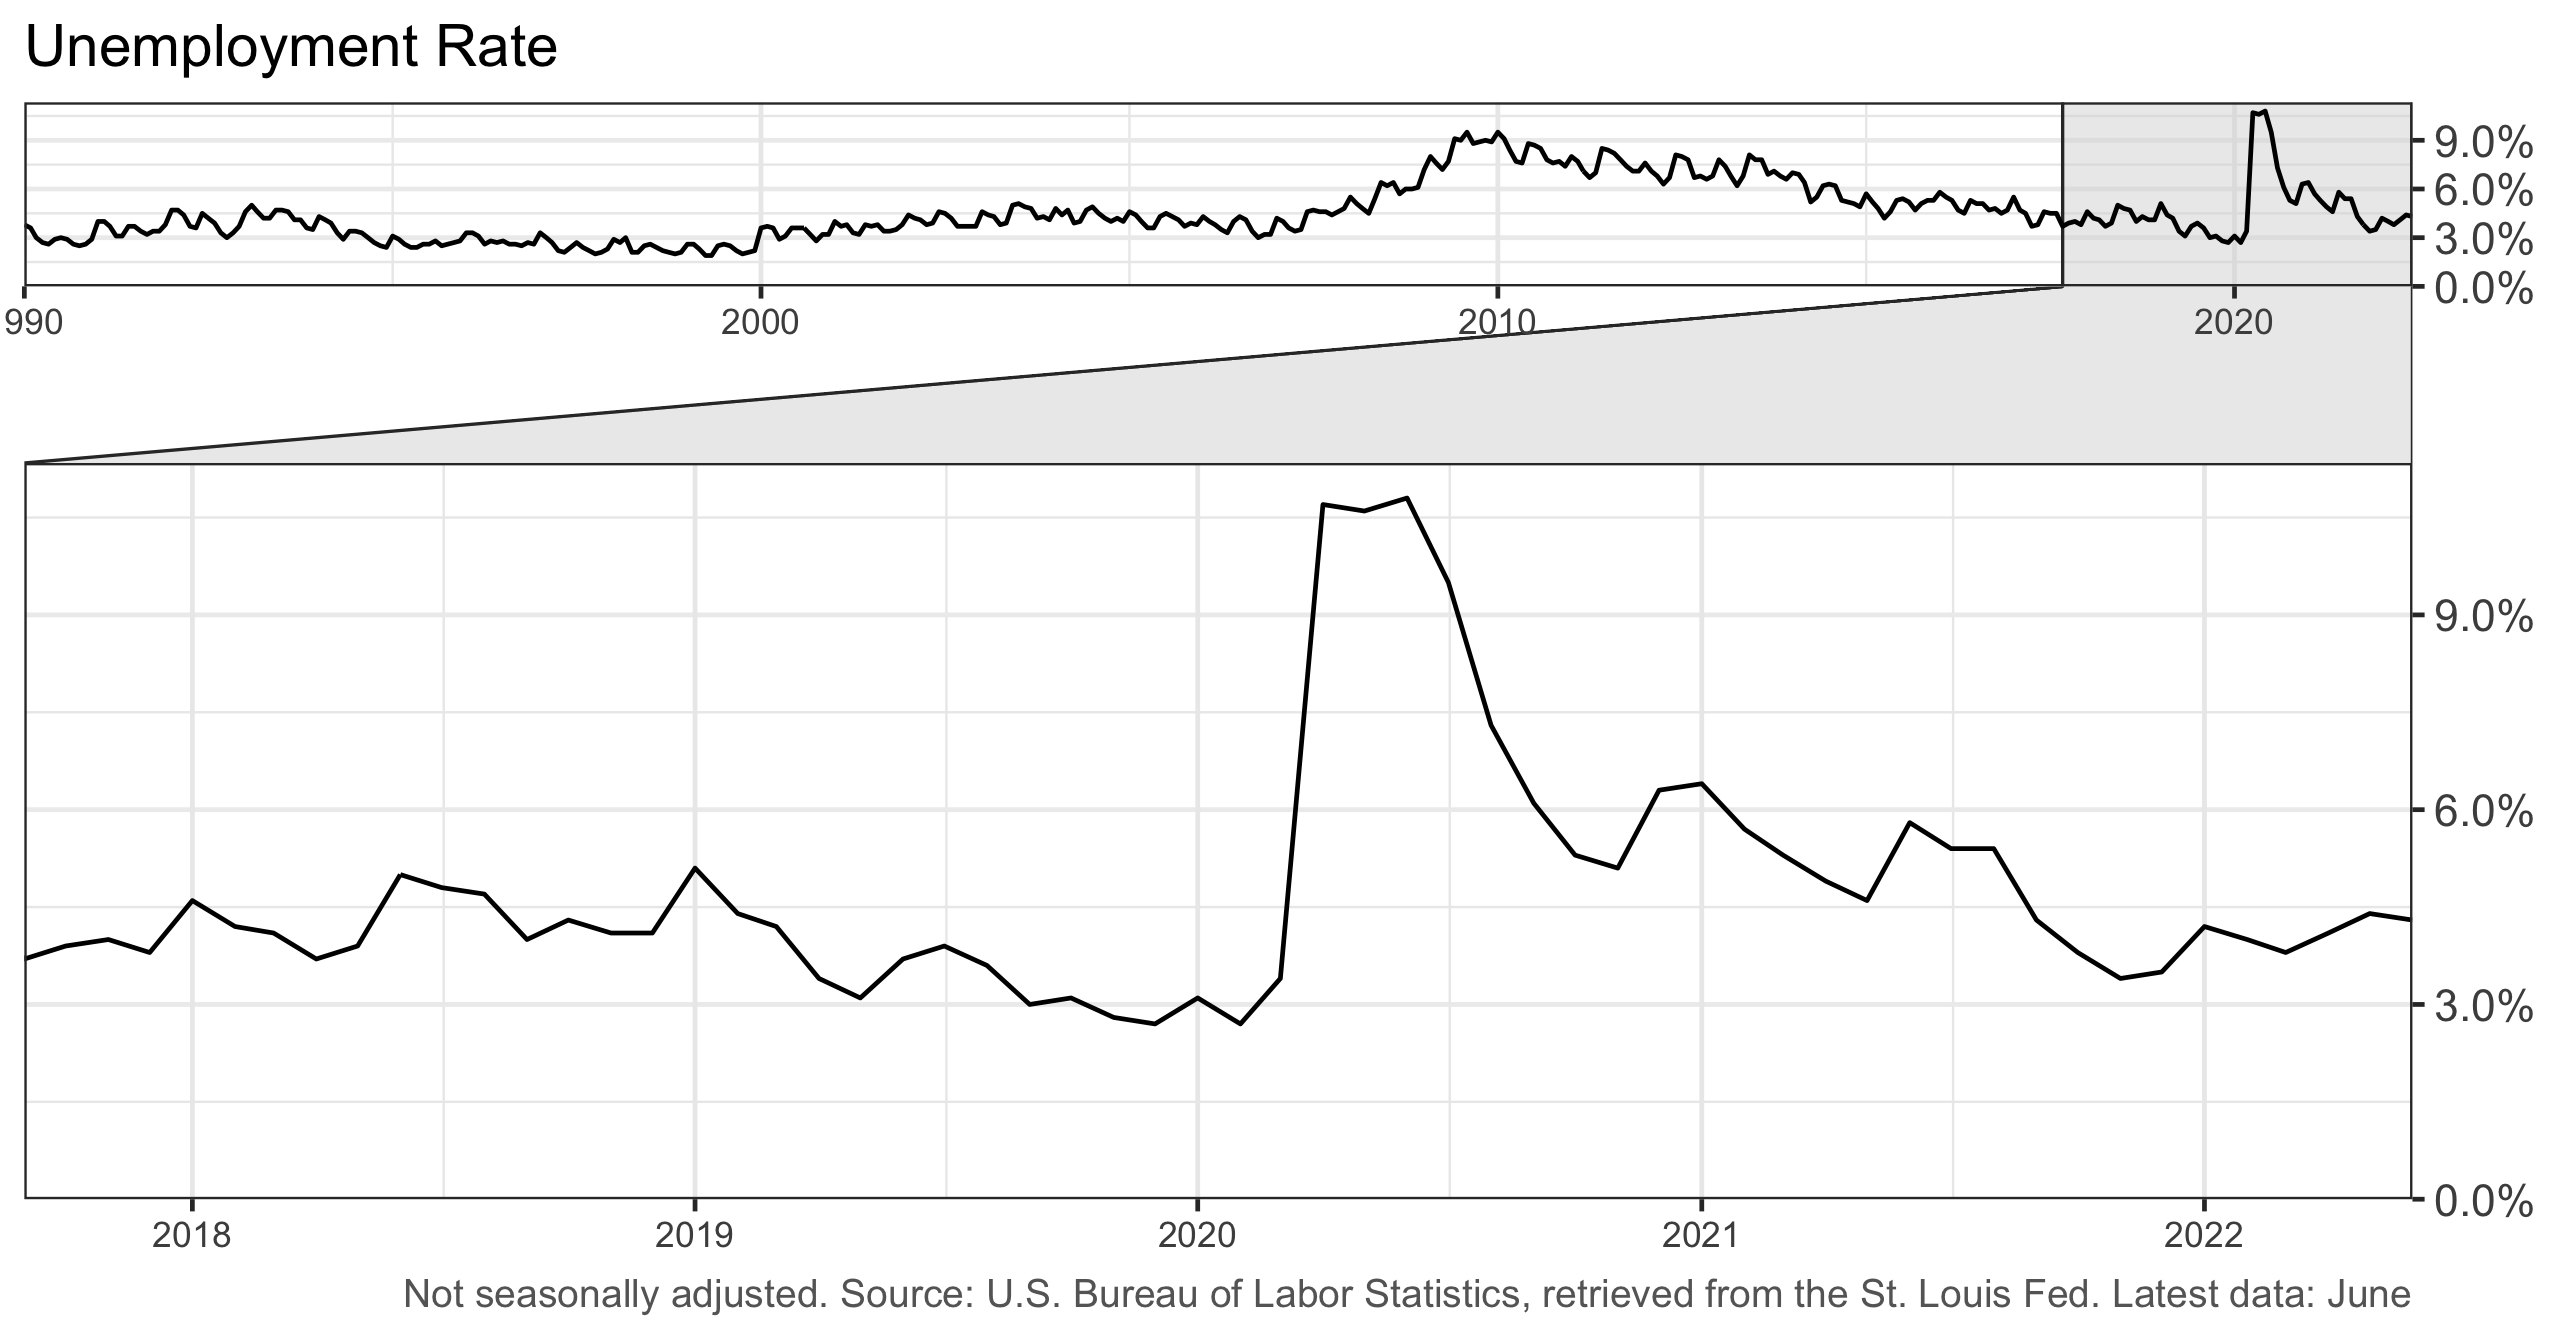 Unemployment Rate
9.0%
6.0%
3.0%
0.0%
990 2000 2010 2020
9.0%
6.0%
3.0%
0.0%
2018 2019 2020 2021 2022
Not seasonally adjusted. Source: U.S. Bureau of Labor Statistics, retrieved from the St. Louis Fed. Latest data: June